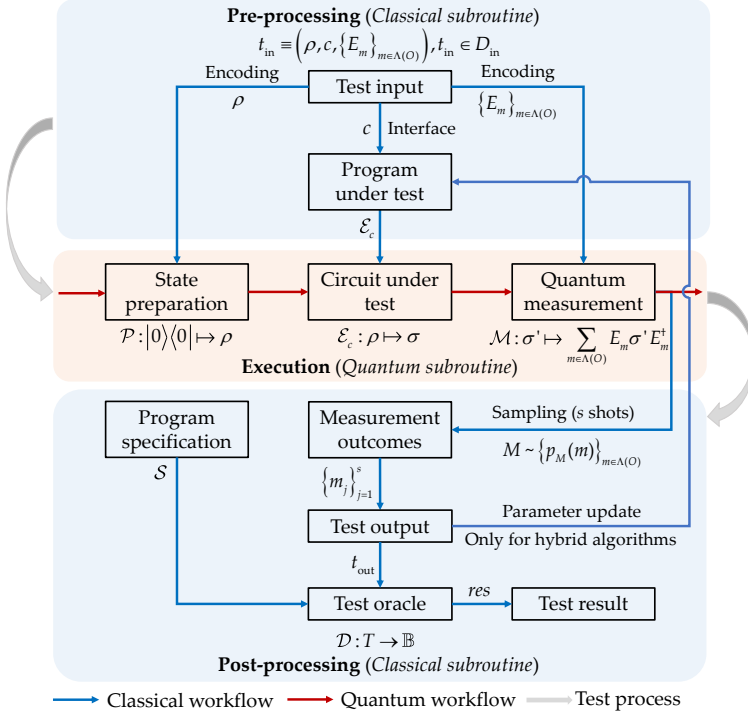 Pre-processing (Classical subroutine)
t_in ≡ (ρ, c, {E_m}_{m∈Λ(O)}), t_in ∈ D_in
Encoding
Encoding
Test input
ρ
{E_m}_{m∈Λ(O)}
c
Interface
Program
under test
ℰ_c
State
preparation
Circuit under
test
Quantum
measurement
𝒫 : |0⟩⟨0| ↦ ρ
ℰ_c : ρ ↦ σ
ℳ : σ' ↦ ∑_{m∈Λ(O)} E_m σ' E_m^†
Execution (Quantum subroutine)
Program
specification
Measurement
outcomes
Sampling (s shots)
M ~ {p_M(m)}_{m∈Λ(O)}
𝒮
{m_j}_{j=1}^s
Test output
Parameter update
Only for hybrid algorithms
t_out
Test oracle
res
Test result
𝒟 : T → 𝔹
Post-processing (Classical subroutine)
Classical workflow
Quantum workflow
Test process